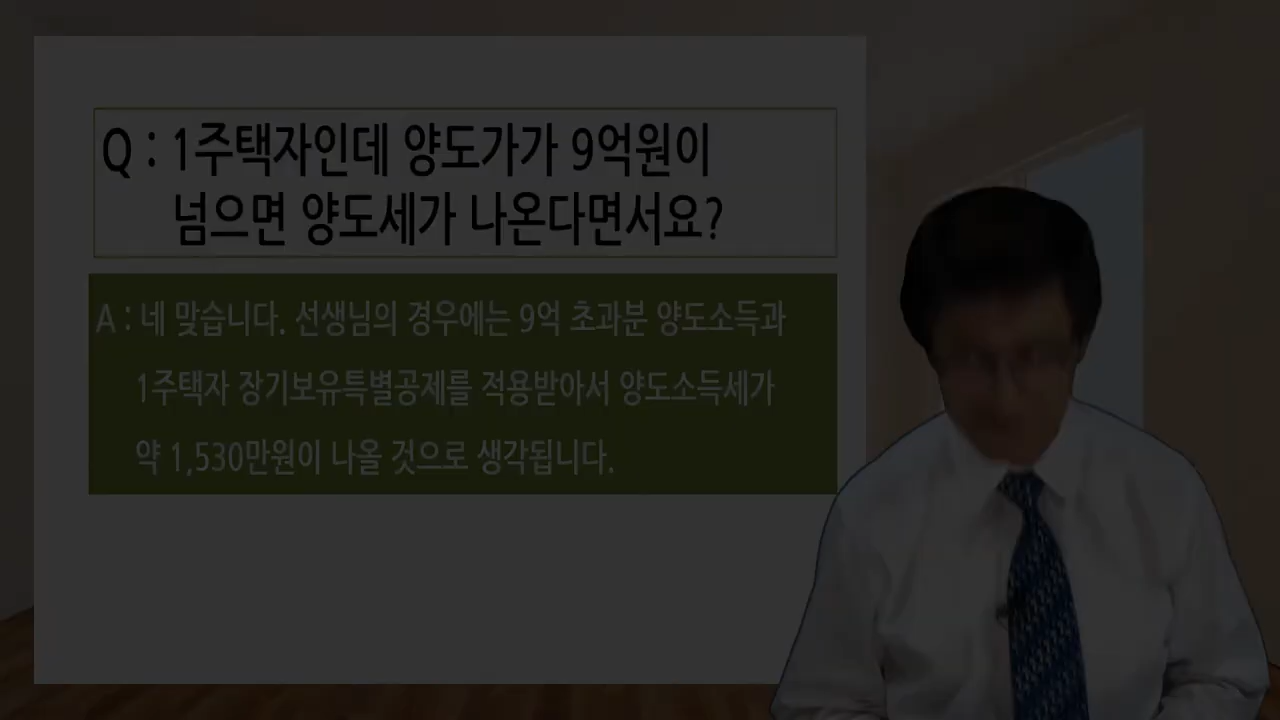 Q : 1주택자인데 양도가가 9억원이
넘으면 양도세가 나온다면서요?
A : 네 맞습니다. 선생님의 경우에는 9억 초과분 양도소득과
1주택자 장기보유특별공제를 적용받아서 양도소득세가
약 1,530만원이 나올 것으로 생각됩니다.